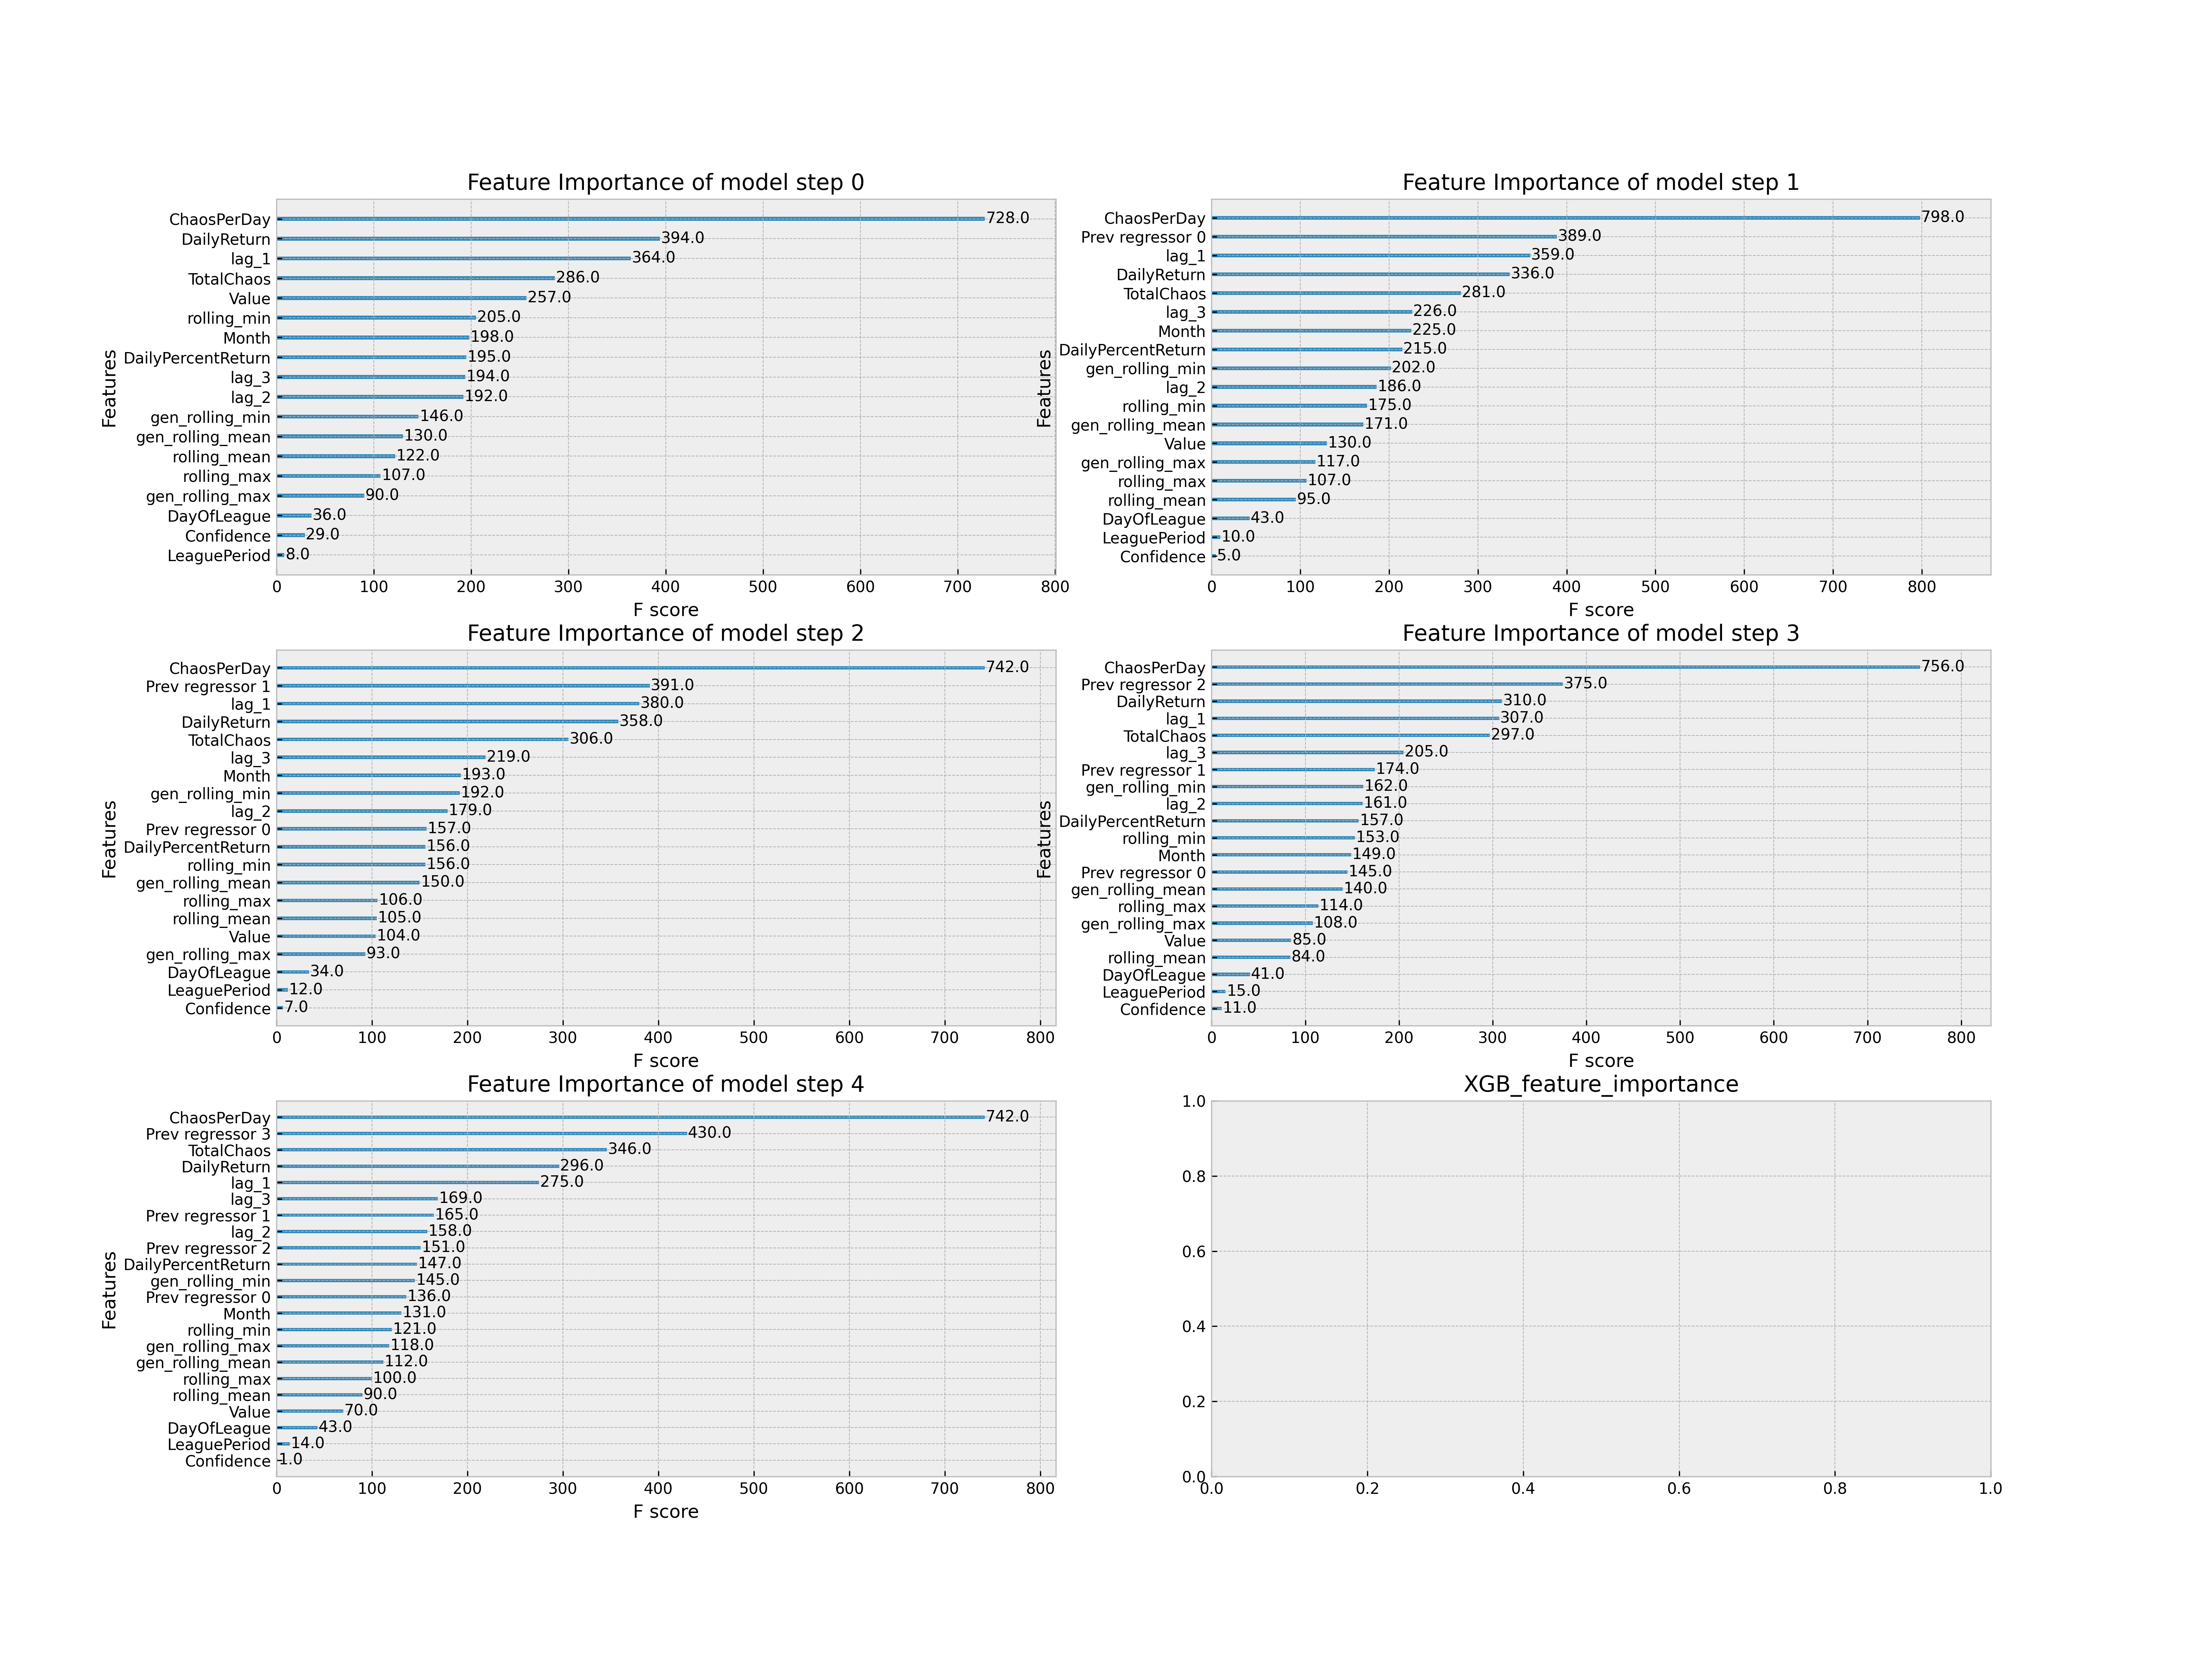 Feature Importance of model step 0
Features
ChaosPerDay 728.0
DailyReturn 394.0
lag_1 364.0
TotalChaos 286.0
Value 257.0
rolling_min 205.0
Month 198.0
DailyPercentReturn 195.0
lag_3 194.0
lag_2 192.0
gen_rolling_min 146.0
gen_rolling_mean 130.0
rolling_mean 122.0
rolling_max 107.0
gen_rolling_max 90.0
DayOfLeague 36.0
Confidence 29.0
LeaguePeriod 8.0
0 100 200 300 400 500 600 700 800
F score
Feature Importance of model step 1
Features
ChaosPerDay 798.0
Prev regressor 0 389.0
lag_1 359.0
DailyReturn 336.0
TotalChaos 281.0
lag_3 226.0
Month 225.0
DailyPercentReturn 215.0
gen_rolling_min 202.0
lag_2 186.0
rolling_min 175.0
gen_rolling_mean 171.0
Value 130.0
gen_rolling_max 117.0
rolling_max 107.0
rolling_mean 95.0
DayOfLeague 43.0
LeaguePeriod 10.0
Confidence 5.0
0 100 200 300 400 500 600 700 800
F score
Feature Importance of model step 2
Features
ChaosPerDay 742.0
Prev regressor 1 391.0
lag_1 380.0
DailyReturn 358.0
TotalChaos 306.0
lag_3 219.0
Month 193.0
gen_rolling_min 192.0
lag_2 179.0
Prev regressor 0 157.0
DailyPercentReturn 156.0
rolling_min 156.0
gen_rolling_mean 150.0
rolling_max 106.0
rolling_mean 105.0
Value 104.0
gen_rolling_max 93.0
DayOfLeague 34.0
LeaguePeriod 12.0
Confidence 7.0
0 100 200 300 400 500 600 700 800
F score
Feature Importance of model step 3
Features
ChaosPerDay 756.0
Prev regressor 2 375.0
DailyReturn 310.0
lag_1 307.0
TotalChaos 297.0
lag_3 205.0
Prev regressor 1 174.0
gen_rolling_min 162.0
lag_2 161.0
DailyPercentReturn 157.0
rolling_min 153.0
Month 149.0
Prev regressor 0 145.0
gen_rolling_mean 140.0
rolling_max 114.0
gen_rolling_max 108.0
Value 85.0
rolling_mean 84.0
DayOfLeague 41.0
LeaguePeriod 15.0
Confidence 11.0
0 100 200 300 400 500 600 700 800
F score
Feature Importance of model step 4
Features
ChaosPerDay 742.0
Prev regressor 3 430.0
TotalChaos 346.0
DailyReturn 296.0
lag_1 275.0
lag_3 169.0
Prev regressor 1 165.0
lag_2 158.0
Prev regressor 2 151.0
DailyPercentReturn 147.0
gen_rolling_min 145.0
Prev regressor 0 136.0
Month 131.0
rolling_min 121.0
gen_rolling_max 118.0
gen_rolling_mean 112.0
rolling_max 100.0
rolling_mean 90.0
Value 70.0
DayOfLeague 43.0
LeaguePeriod 14.0
Confidence 1.0
0 100 200 300 400 500 600 700 800
F score
XGB_feature_importance
1.0
0.8
0.6
0.4
0.2
0.0
0.0 0.2 0.4 0.6 0.8 1.0